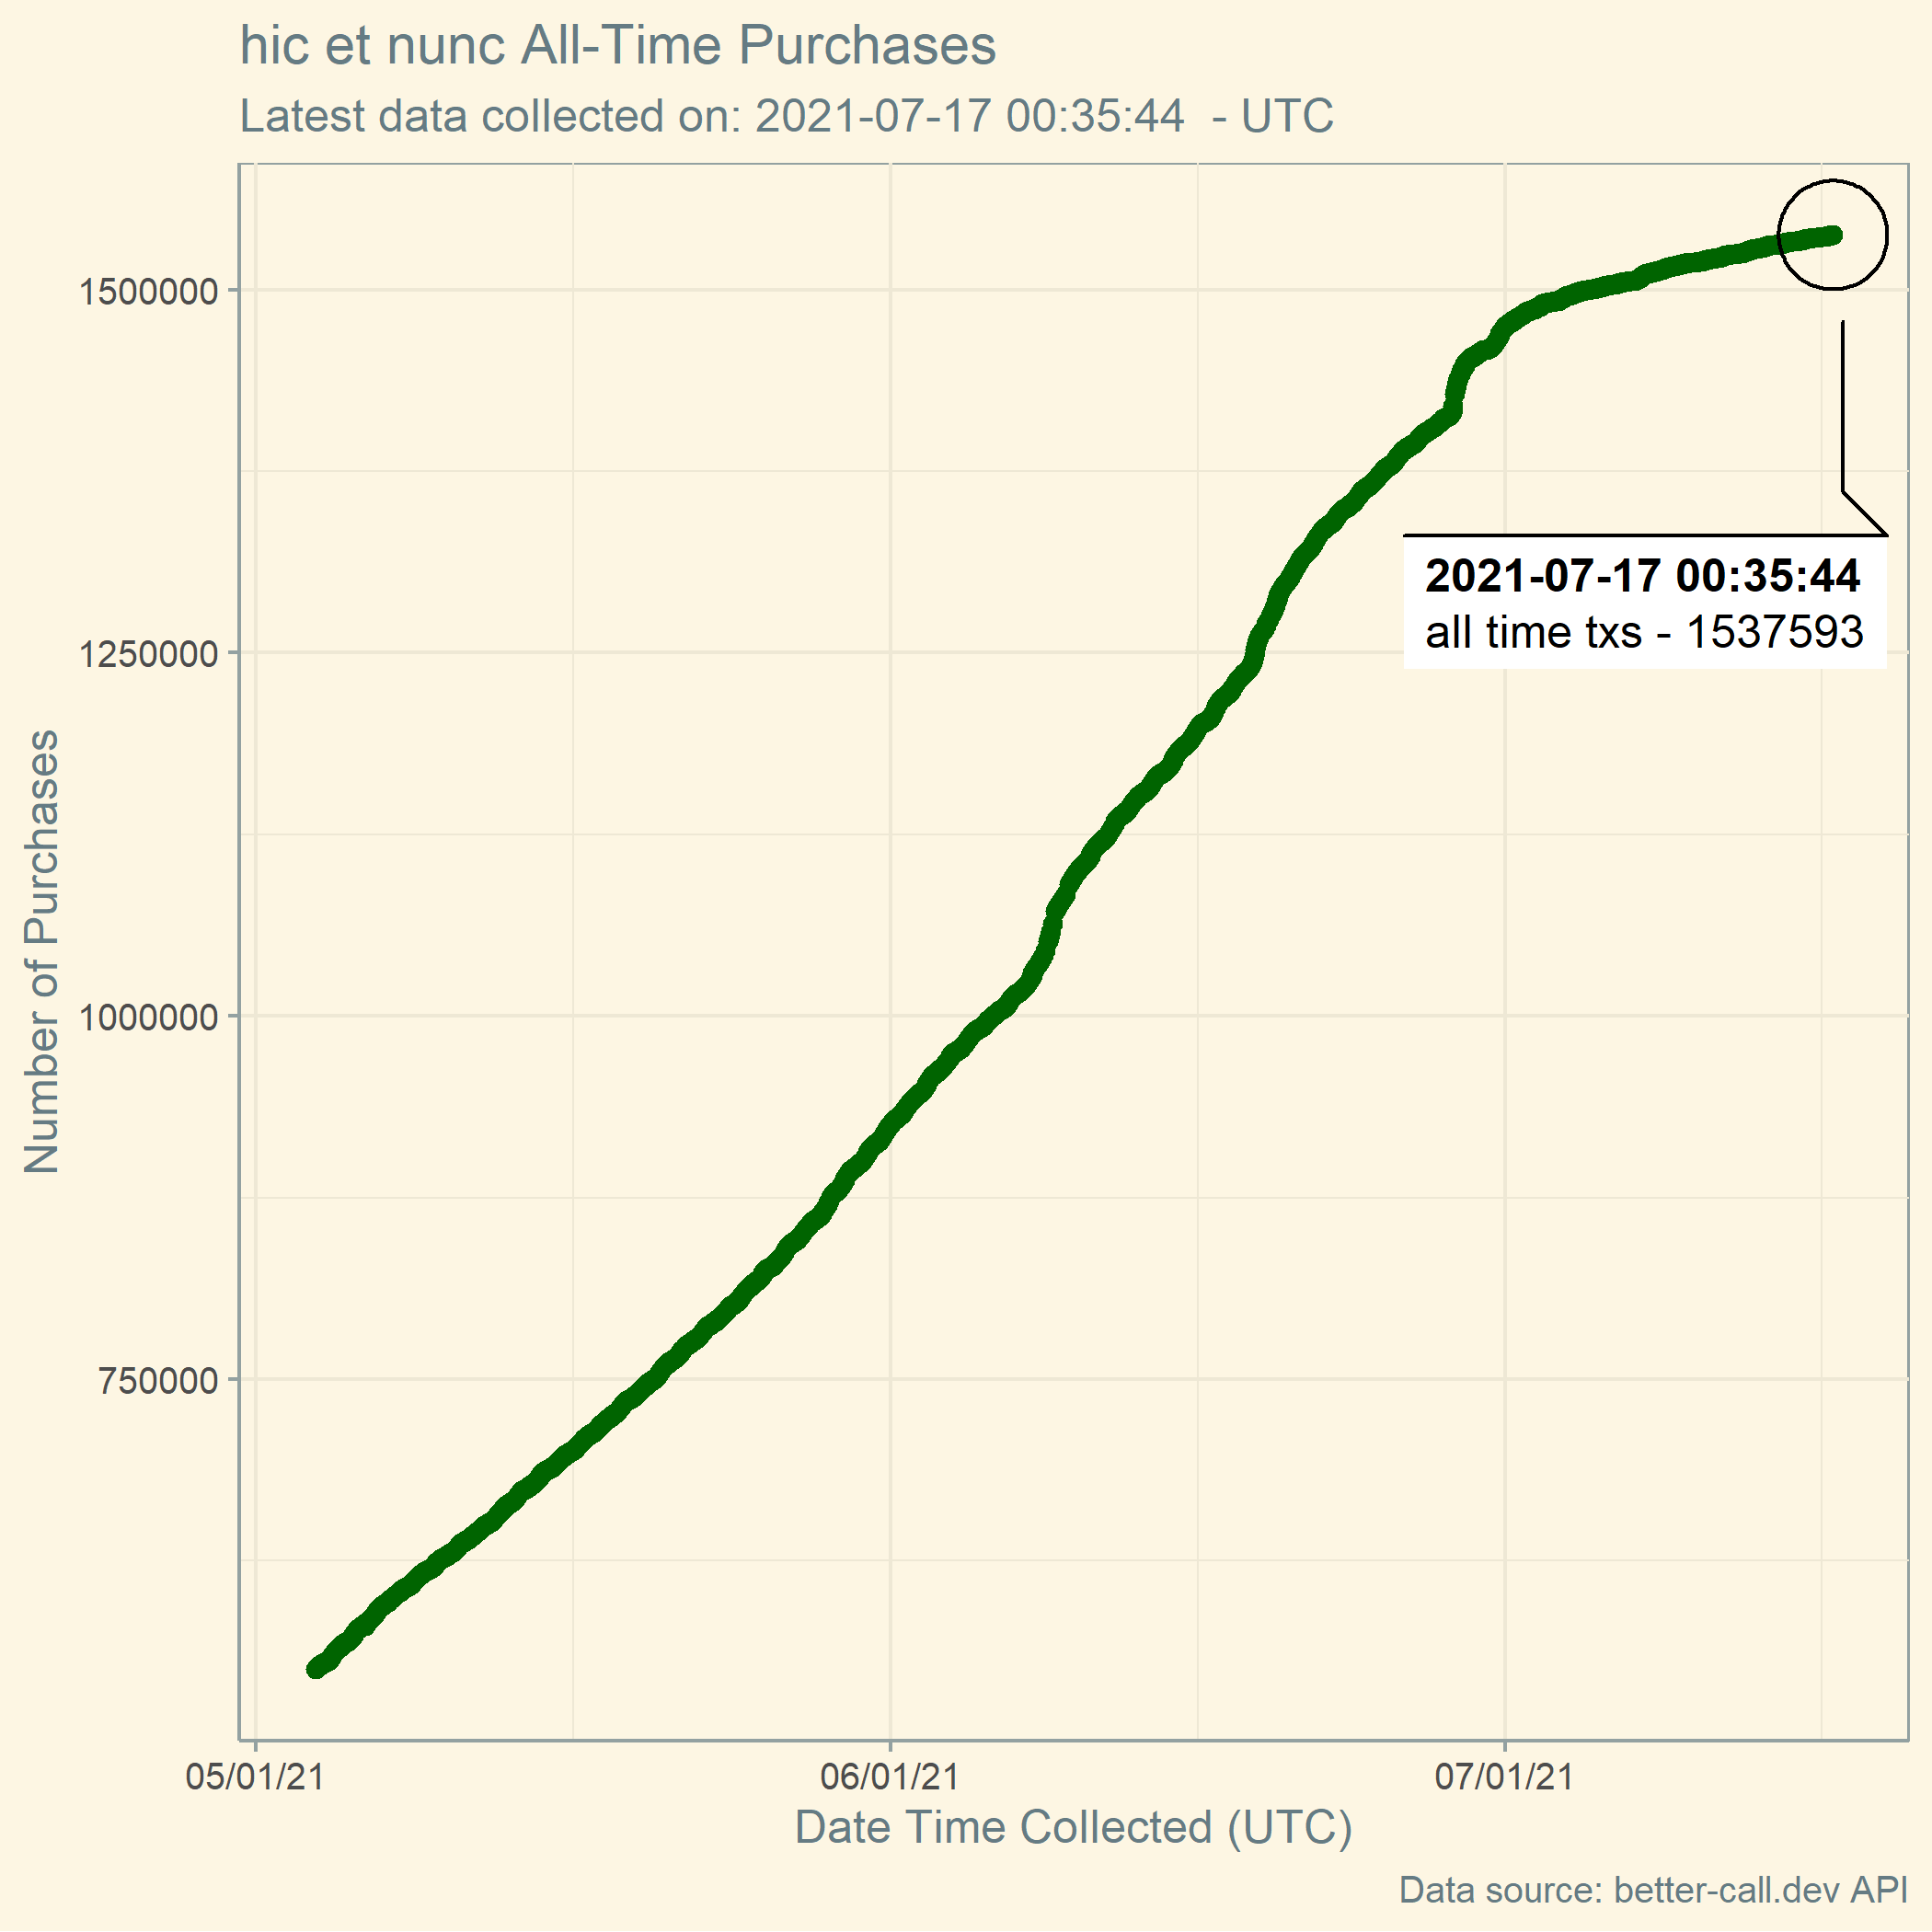 hic et nunc All-Time Purchases
Latest data collected on: 2021-07-17 00:35:44  - UTC
Number of Purchases
1500000
1250000
1000000
750000
2021-07-17 00:35:44
all time txs - 1537593
05/01/21
06/01/21
07/01/21
Date Time Collected (UTC)
Data source: better-call.dev API